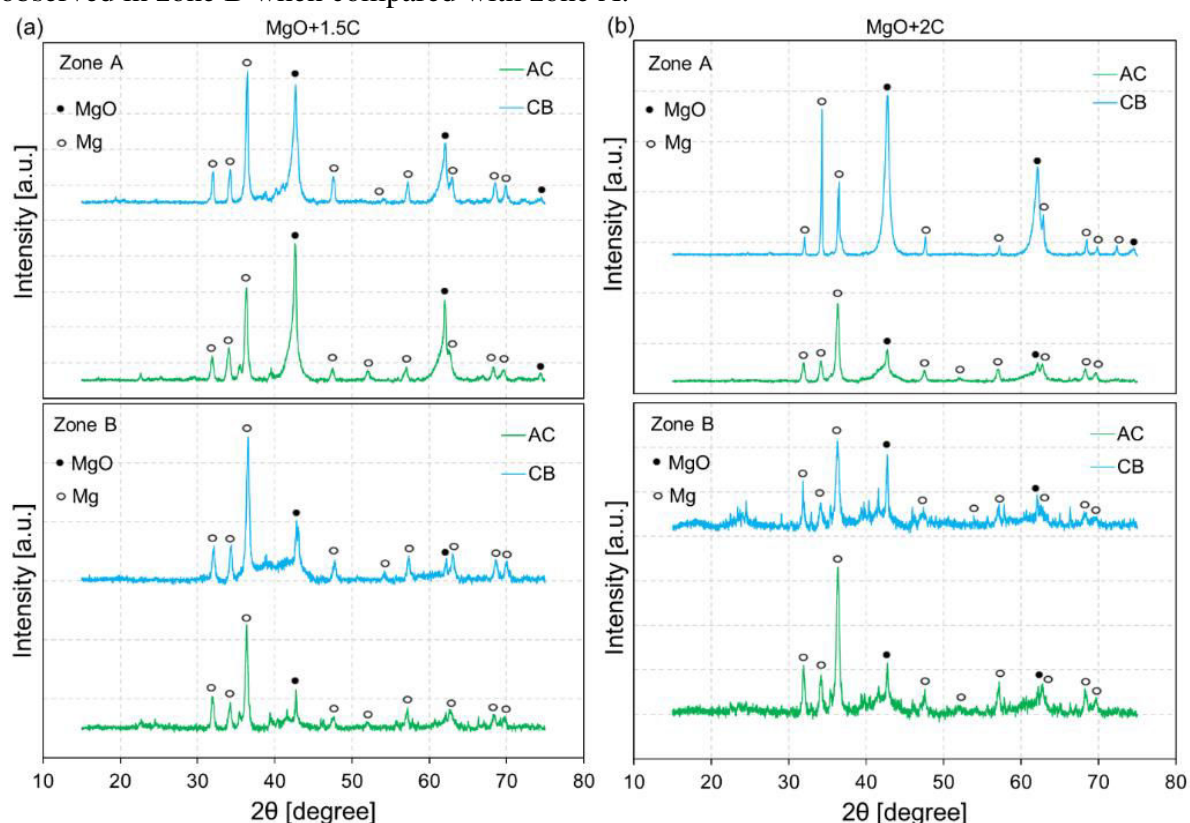 observed in zone B when compared with zone A.
(a) MgO+1.5C
Zone A
AC
CB
MgO
Mg
Intensity [a.u.]
Zone B
AC
CB
MgO
Mg
Intensity [a.u.]
10 20 30 40 50 60 70 80
2θ [degree]
(b) MgO+2C
Zone A
AC
CB
MgO
Mg
Intensity [a.u.]
Zone B
AC
CB
MgO
Mg
Intensity [a.u.]
10 20 30 40 50 60 70 80
2θ [degree]